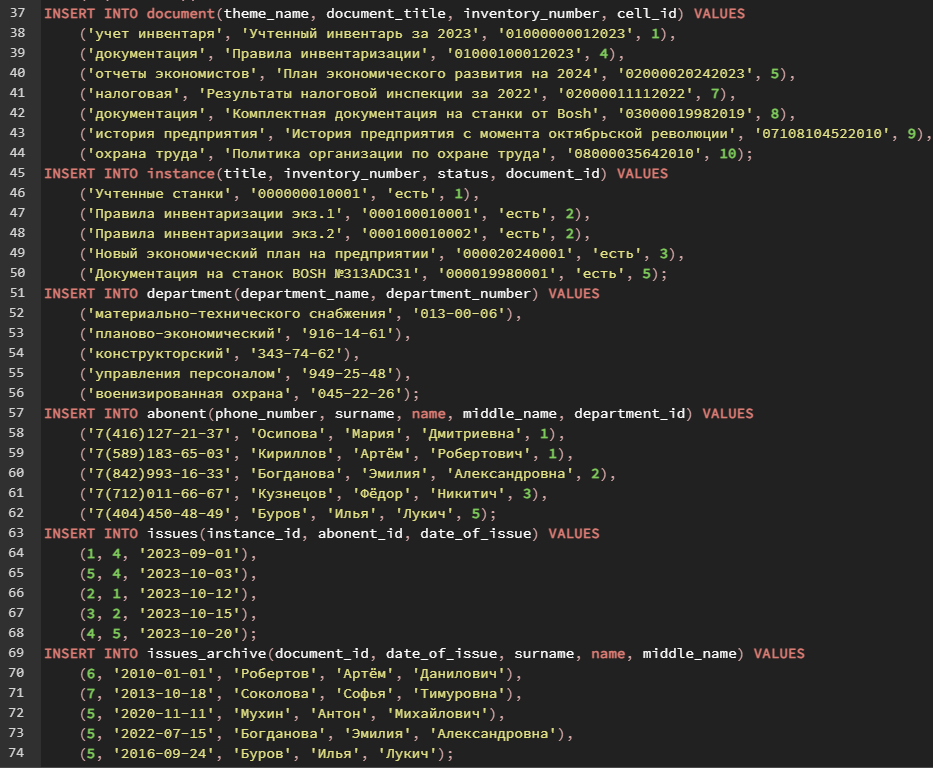 37 INSERT INTO document(theme_name, document_title, inventory_number, cell_id) VALUES
38 ('учет инвентаря', 'Учтенный инвентарь за 2023', '01000000012023', 1),
39 ('документация', 'Правила инвентаризации', '01000100012023', 4),
40 ('отчеты экономистов', 'План экономического развития на 2024', '02000020242023', 5),
41 ('налоговая', 'Результаты налоговой инспекции за 2022', '02000011112022', 7),
42 ('документация', 'Комплектная документация на станки от Bosh', '03000019982019', 8),
43 ('история предприятия', 'История предприятия с момента октябрьской революции', '07108104522010', 9),
44 ('охрана труда', 'Политика организации по охране труда', '08000035642010', 10);
45 INSERT INTO instance(title, inventory_number, status, document_id) VALUES
46 ('Учтенные станки', '000000010001', 'есть', 1),
47 ('Правила инвентаризации экз.1', '000100010001', 'есть', 2),
48 ('Правила инвентаризации экз.2', '000100010002', 'есть', 2),
49 ('Новый экономический план на предприятии', '000020240001', 'есть', 3),
50 ('Документация на станок BOSH №313ADC31', '000019980001', 'есть', 5);
51 INSERT INTO department(department_name, department_number) VALUES
52 ('материально-технического снабжения', '013-00-06'),
53 ('планово-экономический', '916-14-61'),
54 ('конструкторский', '343-74-62'),
55 ('управления персоналом', '949-25-48'),
56 ('военизированная охрана', '045-22-26');
57 INSERT INTO abonent(phone_number, surname, name, middle_name, department_id) VALUES
58 ('7(416)127-21-37', 'Осипова', 'Мария', 'Дмитриевна', 1),
59 ('7(589)183-65-03', 'Кириллов', 'Артём', 'Робертович', 1),
60 ('7(842)993-16-33', 'Богданова', 'Эмилия', 'Александровна', 2),
61 ('7(712)011-66-67', 'Кузнецов', 'Фёдор', 'Никитич', 3),
62 ('7(404)450-48-49', 'Буров', 'Илья', 'Лукич', 5);
63 INSERT INTO issues(instance_id, abonent_id, date_of_issue) VALUES
64 (1, 4, '2023-09-01'),
65 (5, 4, '2023-10-03'),
66 (2, 1, '2023-10-12'),
67 (3, 2, '2023-10-15'),
68 (4, 5, '2023-10-20');
69 INSERT INTO issues_archive(document_id, date_of_issue, surname, name, middle_name) VALUES
70 (6, '2010-01-01', 'Робертов', 'Артём', 'Данилович'),
71 (7, '2013-10-18', 'Соколова', 'Софья', 'Тимуровна'),
72 (5, '2020-11-11', 'Мухин', 'Антон', 'Михайлович'),
73 (5, '2022-07-15', 'Богданова', 'Эмилия', 'Александровна'),
74 (5, '2016-09-24', 'Буров', 'Илья', 'Лукич');